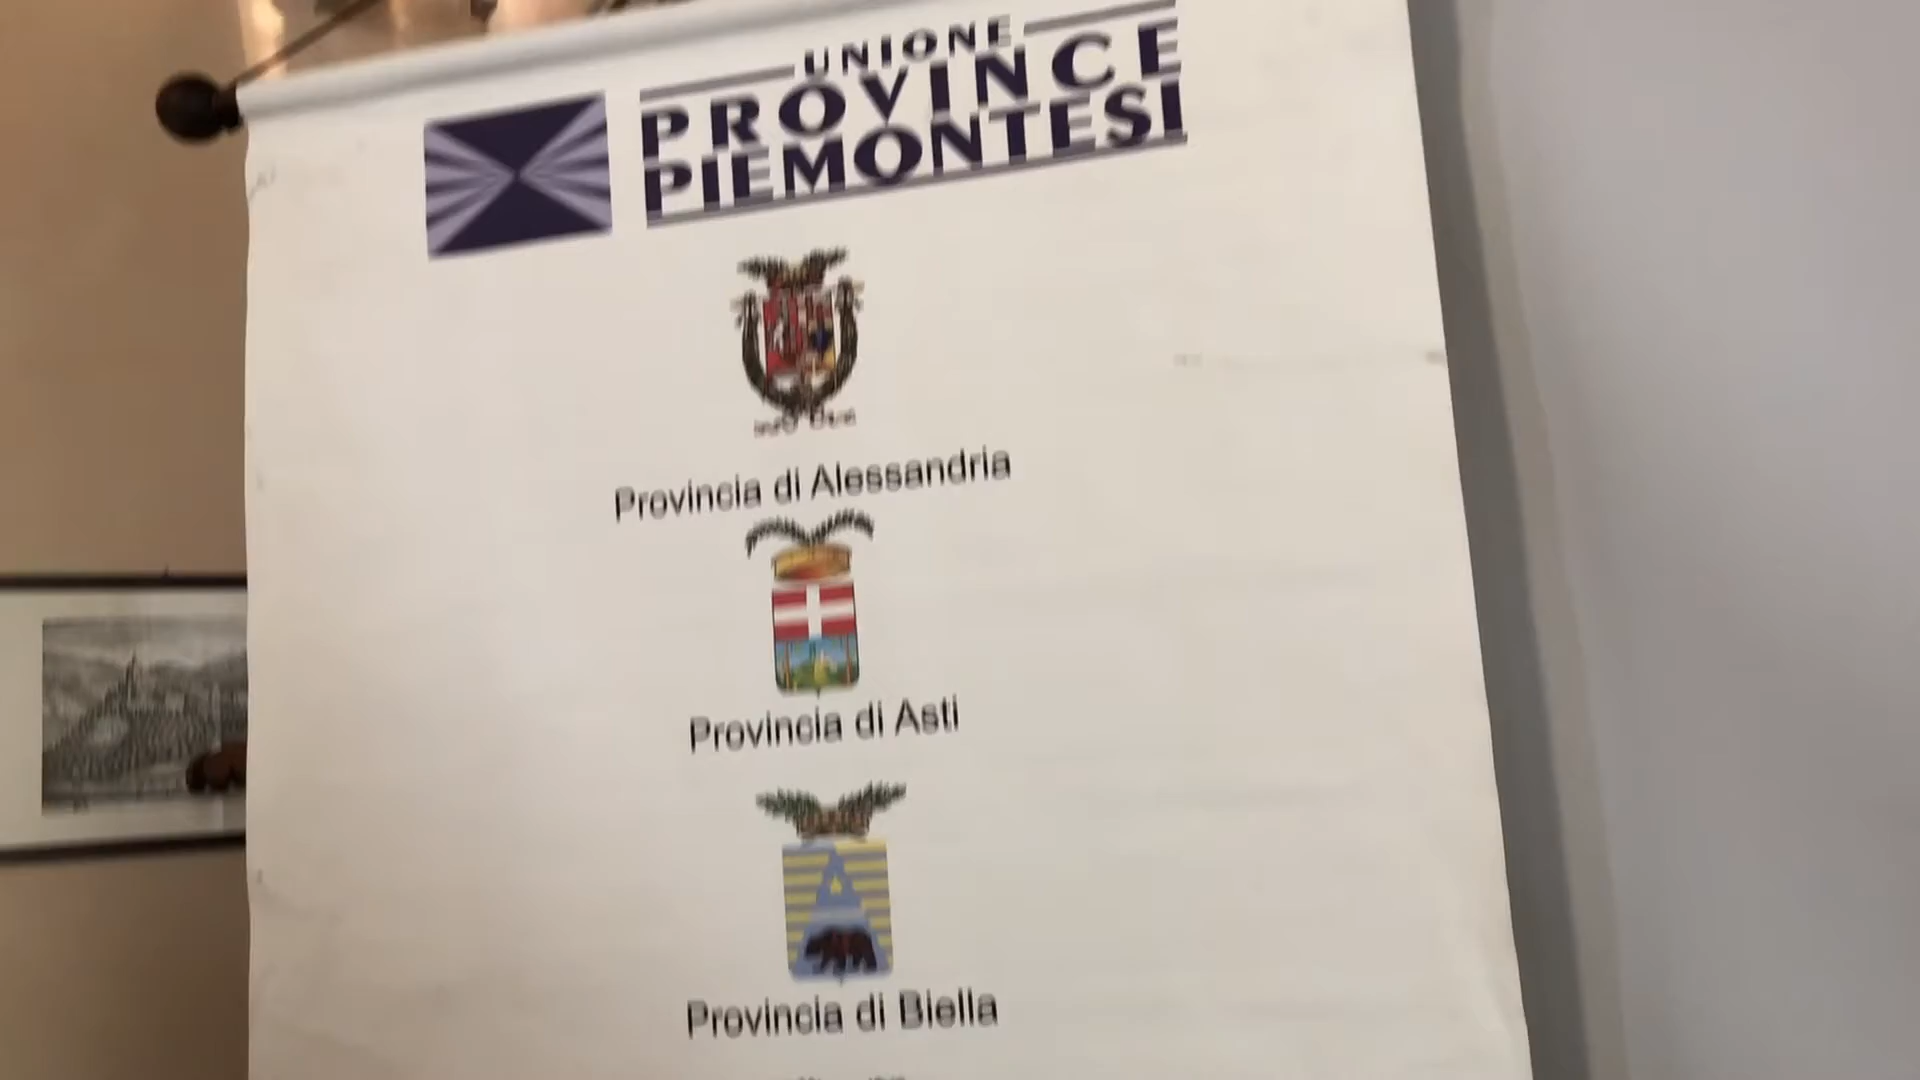 UNIONE
PROVINCE
PIEMONTESI
Provincia di Alessandria
Provincia di Asti
Provincia di Biella